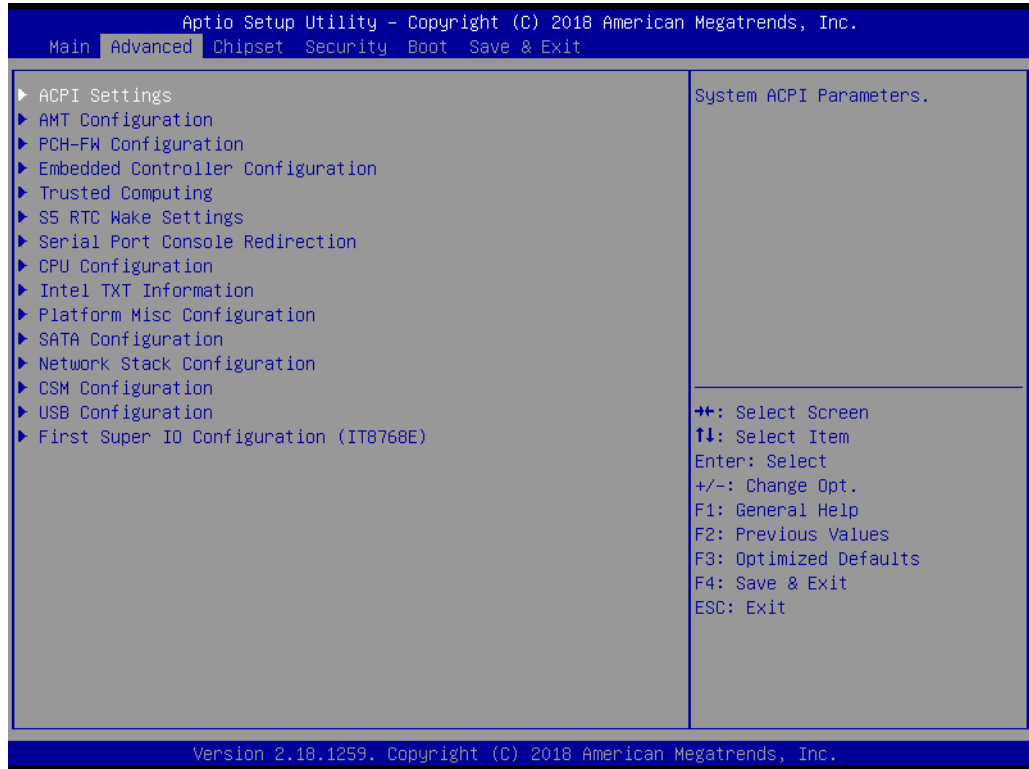 Aptio Setup Utility – Copyright (C) 2018 American Megatrends, Inc.
Main Advanced Chipset Security Boot Save & Exit
▶ ACPI Settings
▶ AMT Configuration
▶ PCH-FW Configuration
▶ Embedded Controller Configuration
▶ Trusted Computing
▶ S5 RTC Wake Settings
▶ Serial Port Console Redirection
▶ CPU Configuration
▶ Intel TXT Information
▶ Platform Misc Configuration
▶ SATA Configuration
▶ Network Stack Configuration
▶ CSM Configuration
▶ USB Configuration
▶ First Super IO Configuration (IT8768E)
System ACPI Parameters.
→←: Select Screen
↑↓: Select Item
Enter: Select
+/-: Change Opt.
F1: General Help
F2: Previous Values
F3: Optimized Defaults
F4: Save & Exit
ESC: Exit
Version 2.18.1259. Copyright (C) 2018 American Megatrends, Inc.